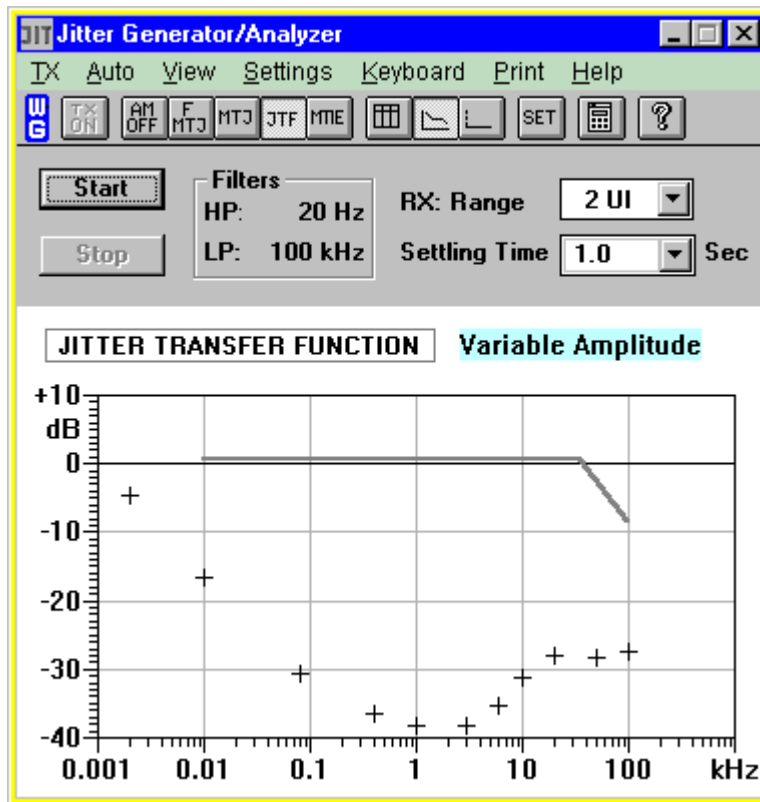 JIT Jitter Generator/Analyzer
TX Auto View Settings Keyboard Print Help
WG TX ON AM OFF F MTJ MTJ JTF MTIE SET ?
Start
Stop
Filters
HP: 20 Hz
LP: 100 kHz
RX: Range 2 UI
Settling Time 1.0 Sec
JITTER TRANSFER FUNCTION Variable Amplitude
+10
dB
0
-10
-20
-30
-40
0.001 0.01 0.1 1 10 100 kHz